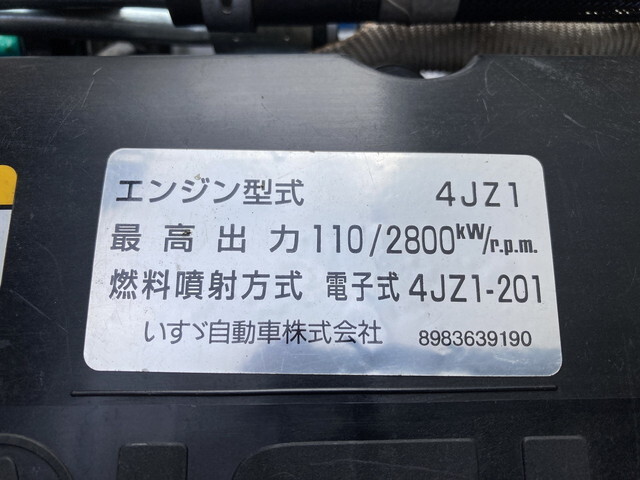 エンジン型式 4JZ1
最高出力 110/2800kW/r.p.m.
燃料噴射方式 電子式 4JZ1-201
いすゞ自動車株式会社 8983639190